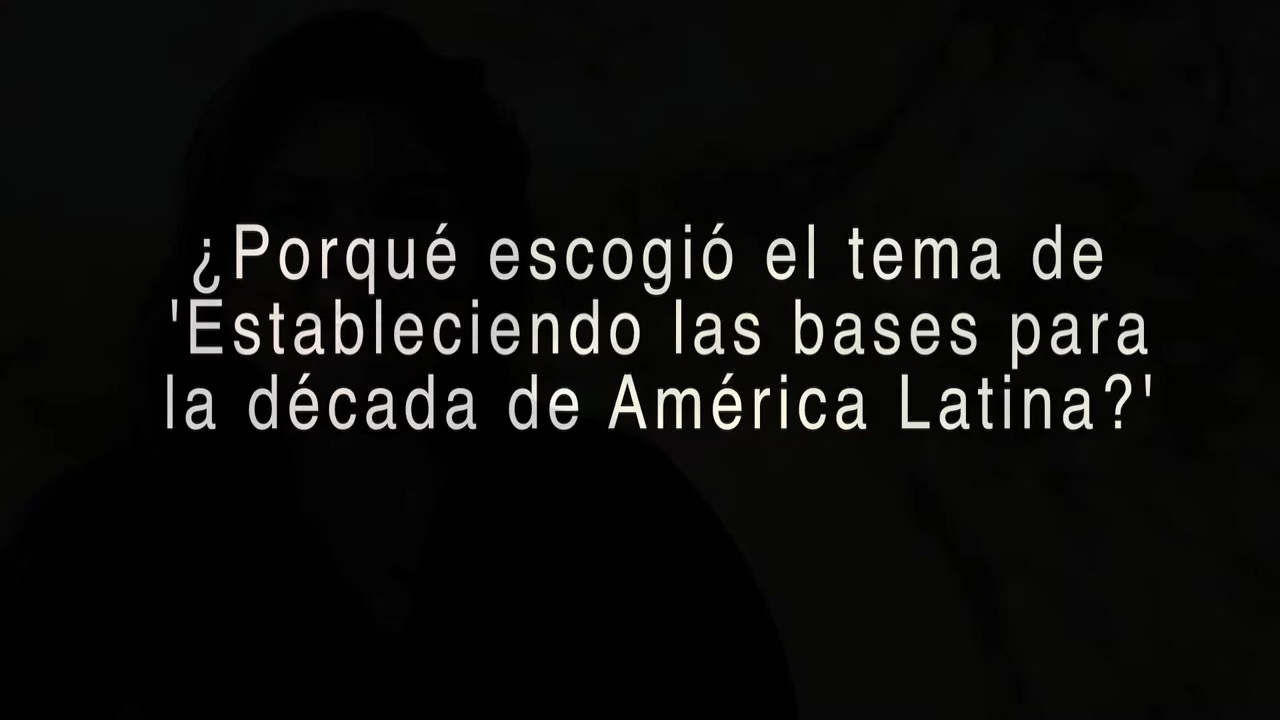 ¿Porqué escogió el tema de
'Estableciendo las bases para
la década de América Latina?'